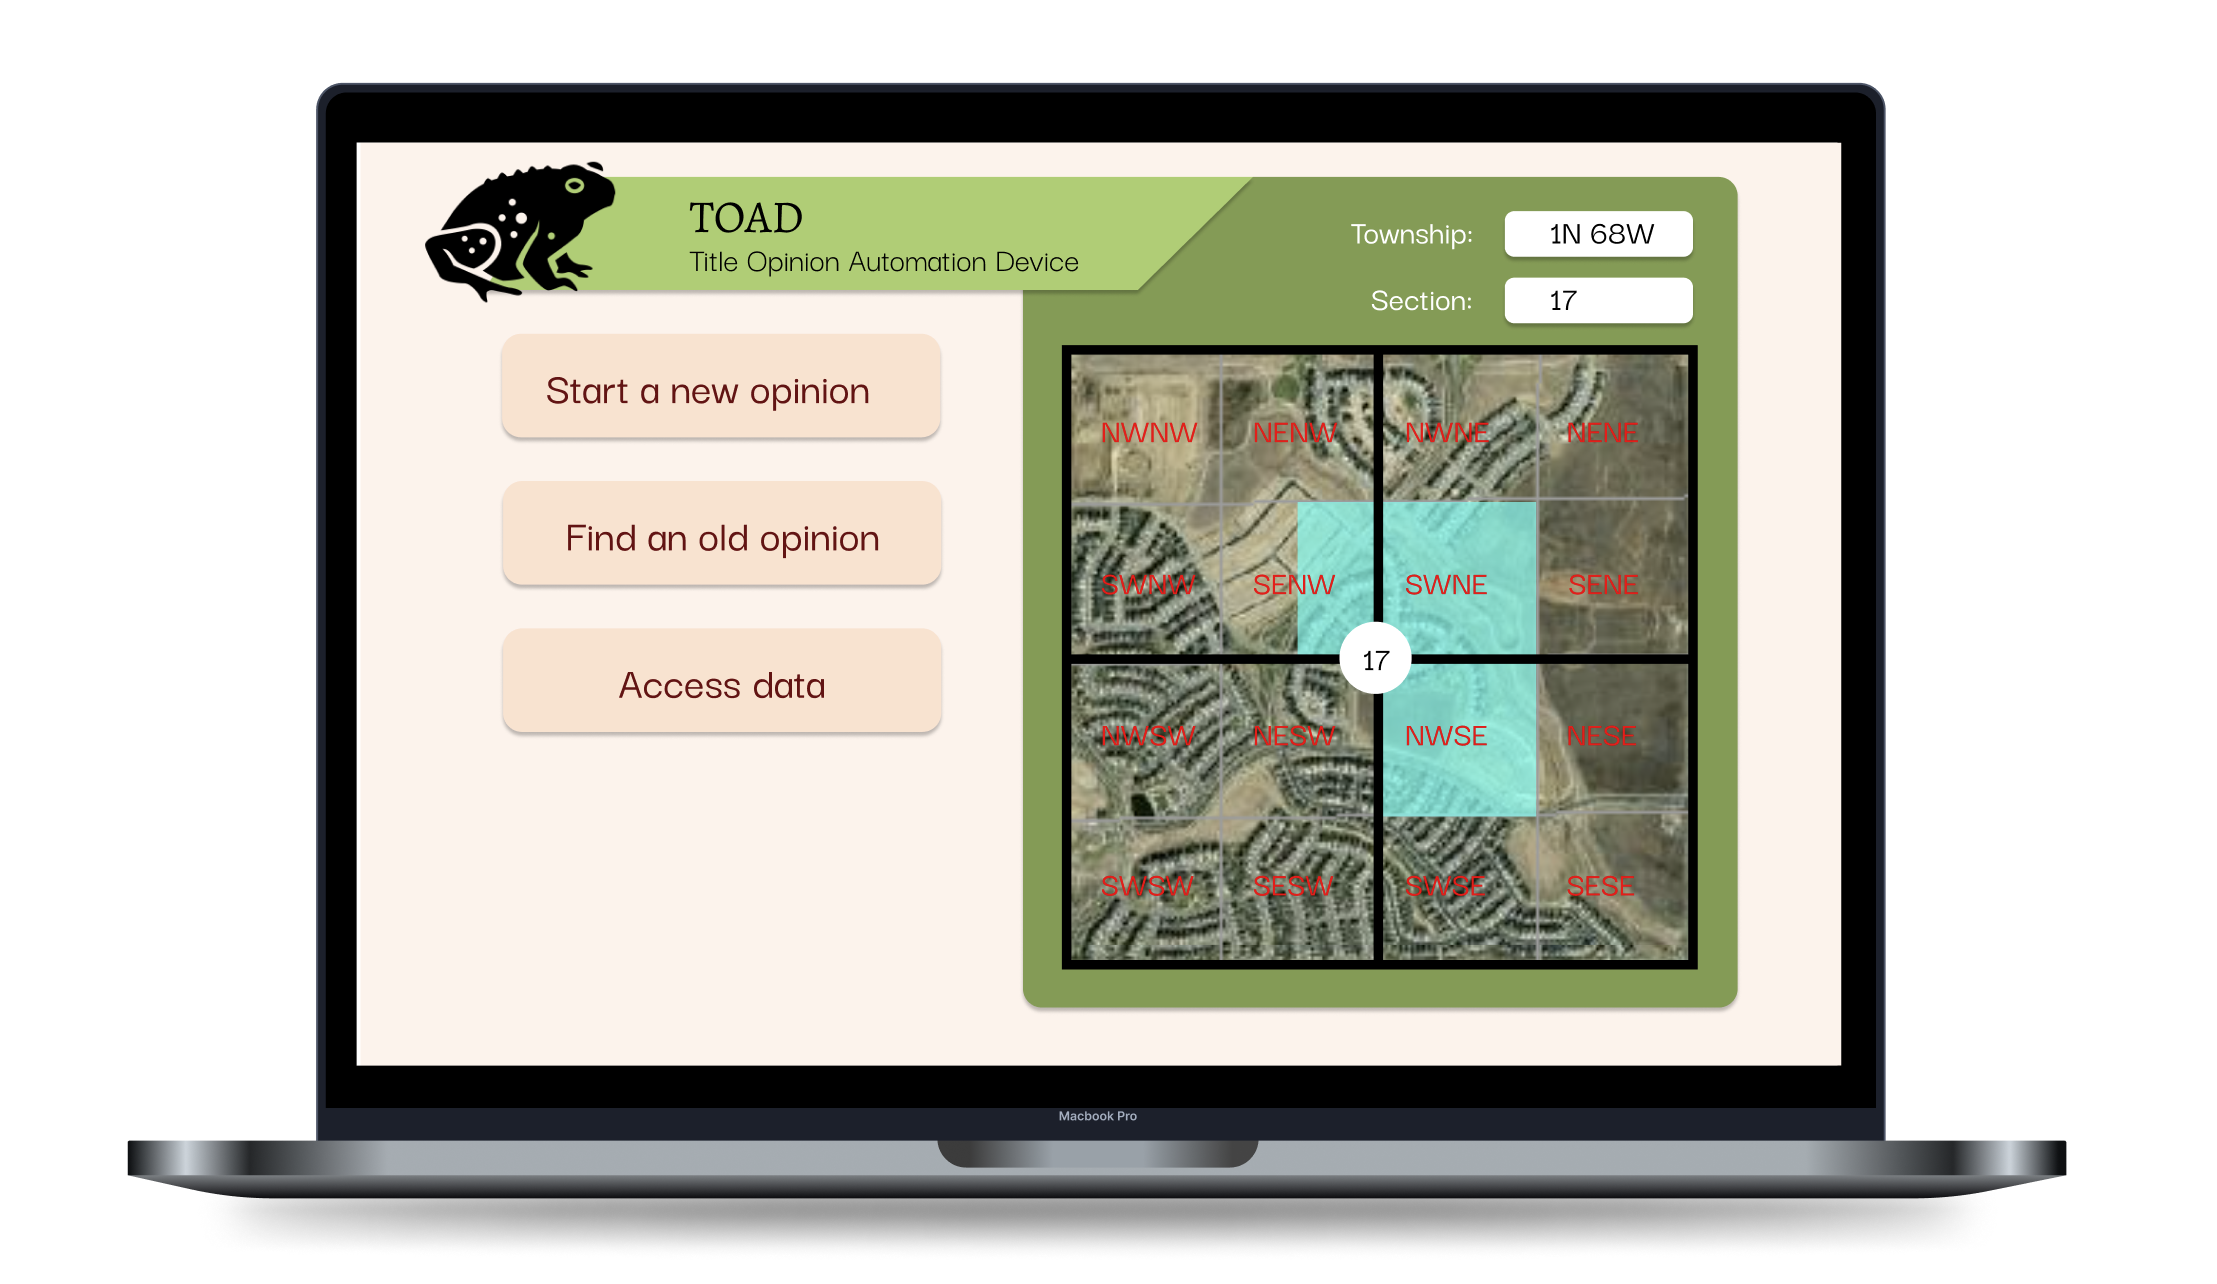 TOAD
Title Opinion Automation Device
Township: 1N 68W
Section: 17
Start a new opinion
Find an old opinion
Access data
NWNW NENW NWNE NENE
SWNW SENW SWNE SENE
17
NWSW NESW NWSE NESE
SWSW SESW SWSE SESE
Macbook Pro